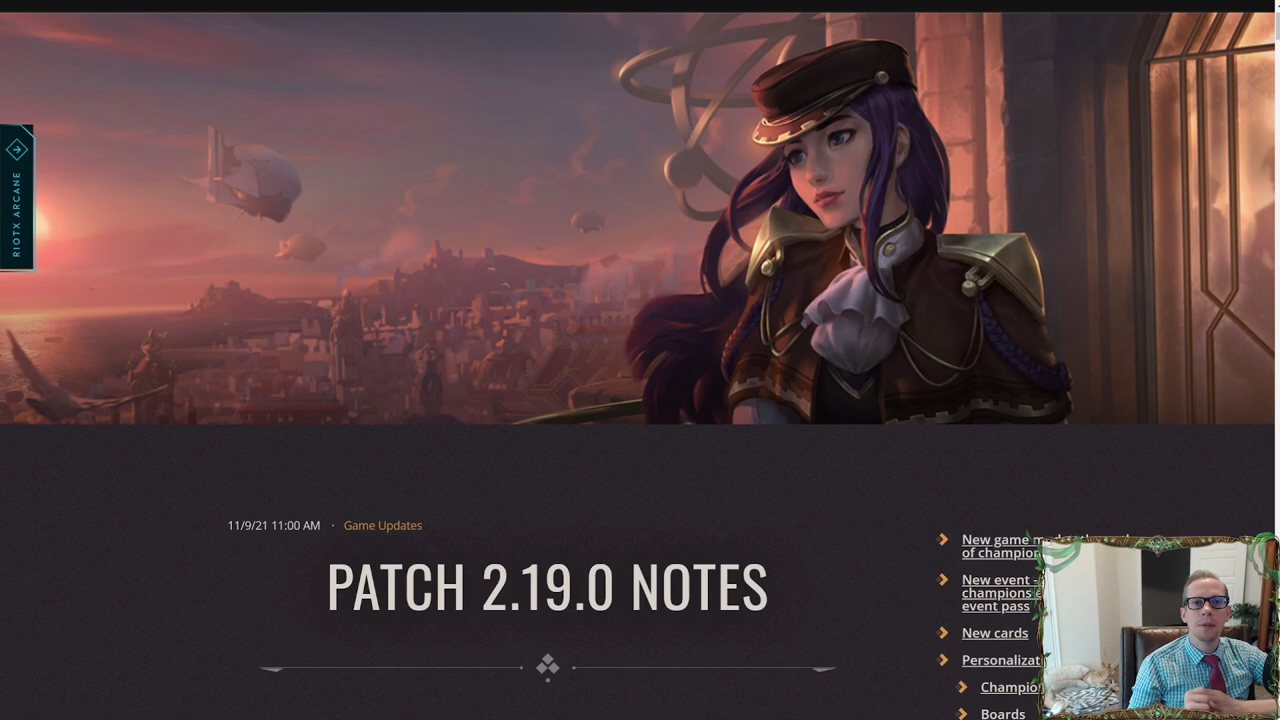 RIOTX ARCANE
11/9/21 11:00 AM · Game Updates
PATCH 2.19.0 NOTES
New game
of champion
New event -
champions
event pass
New cards
Personalizat
Champio
Boards